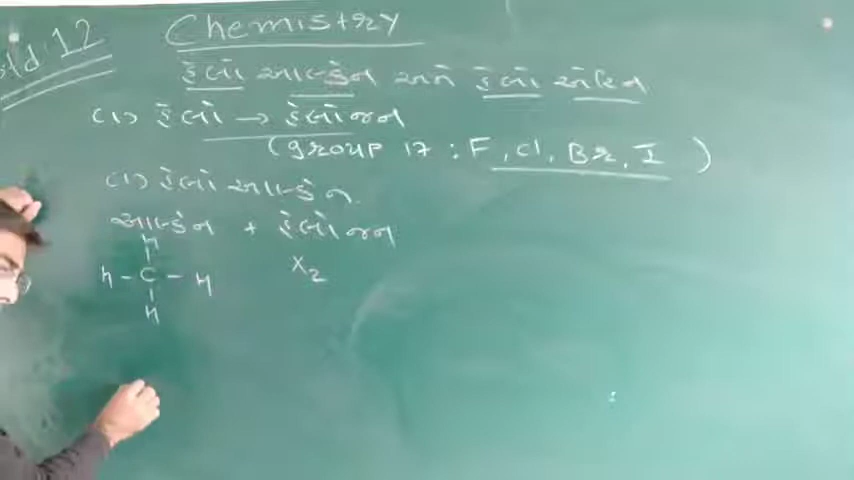 Std:12
Chemistry
હેલો આલ્કેન અને હેલો એરિન
(1) હેલો → હેલોજન
(group 17 : F, Cl, Br, I )
(1) હેલો આલ્કેન.
આલ્કેન + હેલોજન
H
H - C - H X2
H